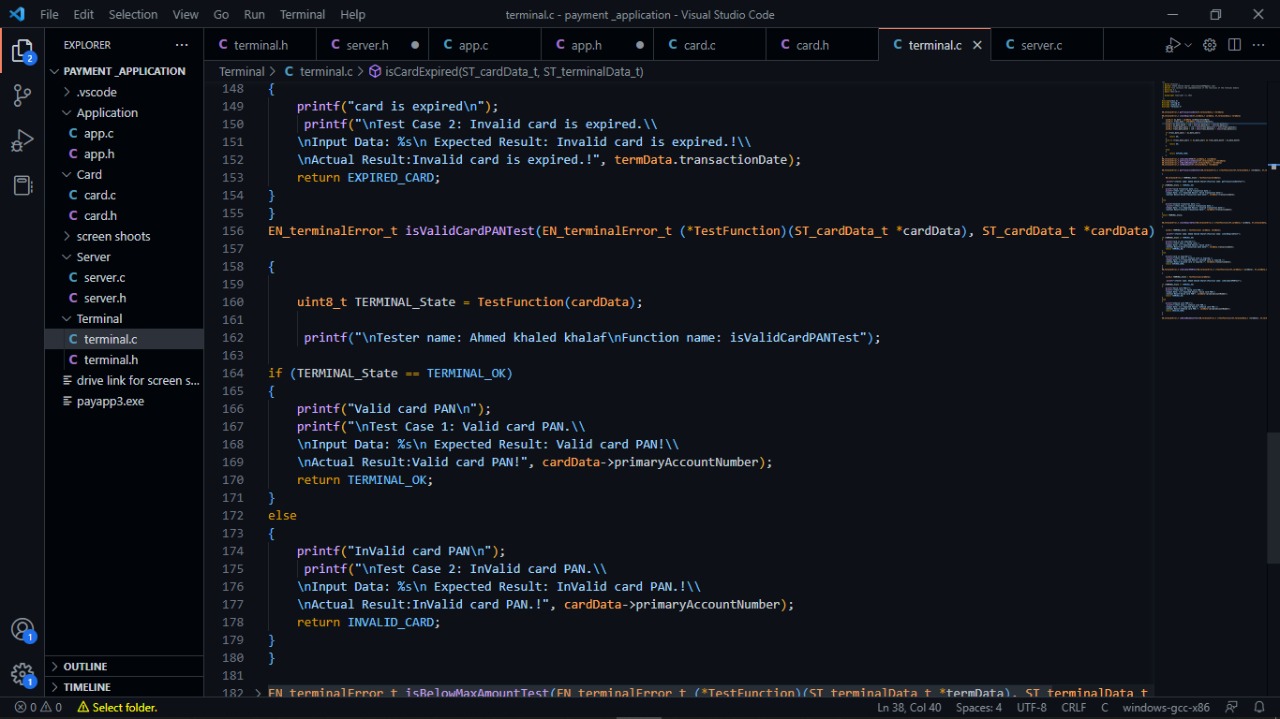 File Edit Selection View Go Run Terminal Help terminal.c - payment _application - Visual Studio Code
EXPLORER
terminal.h server.h app.c app.h card.c card.h terminal.c server.c
PAYMENT _APPLICATION
.vscode
Application
app.c
app.h
Card
card.c
card.h
screen shoots
Server
server.c
server.h
Terminal
terminal.c
terminal.h
drive link for screen s...
payapp3.exe
OUTLINE
TIMELINE
2
1
1
Terminal > terminal.c > isCardExpired(ST_cardData_t, ST_terminalData_t)
148 {
149 printf("card is expired\n");
150 printf("\nTest Case 2: Invalid card is expired.\\
151 \nInput Data: %s\n Expected Result: Invalid card is expired.!\\
152 \nActual Result:Invalid card is expired.!", termData.transactionDate);
153 return EXPIRED_CARD;
154 }
155 }
156 EN_terminalError_t isValidCardPANTest(EN_terminalError_t (*TestFunction)(ST_cardData_t *cardData), ST_cardData_t *cardData)
157
158 {
159
160 uint8_t TERMINAL_State = TestFunction(cardData);
161
162 printf("\nTester name: Ahmed khaled khalaf\nFunction name: isValidCardPANTest");
163
164 if (TERMINAL_State == TERMINAL_OK)
165 {
166 printf("Valid card PAN\n");
167 printf("\nTest Case 1: Valid card PAN.\\
168 \nInput Data: %s\n Expected Result: Valid card PAN!\\
169 \nActual Result:Valid card PAN!", cardData->primaryAccountNumber);
170 return TERMINAL_OK;
171 }
172 else
173 {
174 printf("InValid card PAN\n");
175 printf("\nTest Case 2: InValid card PAN.\\
176 \nInput Data: %s\n Expected Result: InValid card PAN.!\\
177 \nActual Result:InValid card PAN.!", cardData->primaryAccountNumber);
178 return INVALID_CARD;
179 }
180 }
181
182 EN_terminalError_t isBelowMaxAmountTest(EN_terminalError_t (*TestFunction)(ST_terminalData_t *termData), ST_terminalData_t
0 0 Select folder. Ln 38, Col 40 Spaces: 4 UTF-8 CRLF C windows-gcc-x86